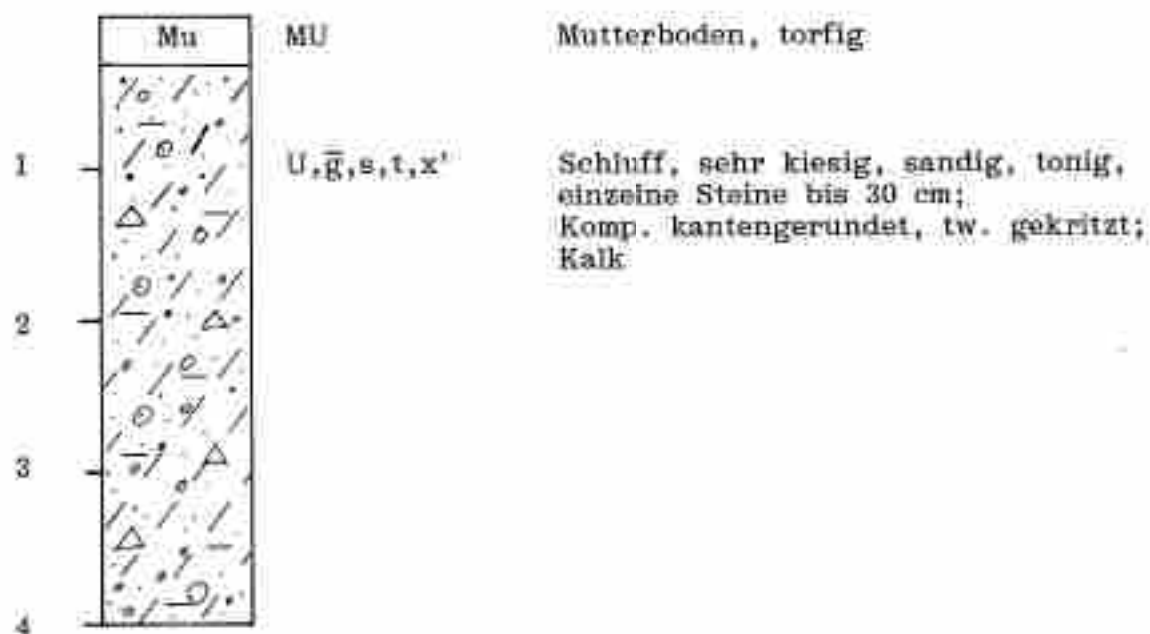 Mu MU Mutterboden, torfig
1 U,g̅,s,t,x' Schluff, sehr kiesig, sandig, tonig,
einzelne Steine bis 30 cm;
Komp. kantengerundet, tw. gekritzt;
Kalk
2
3
4